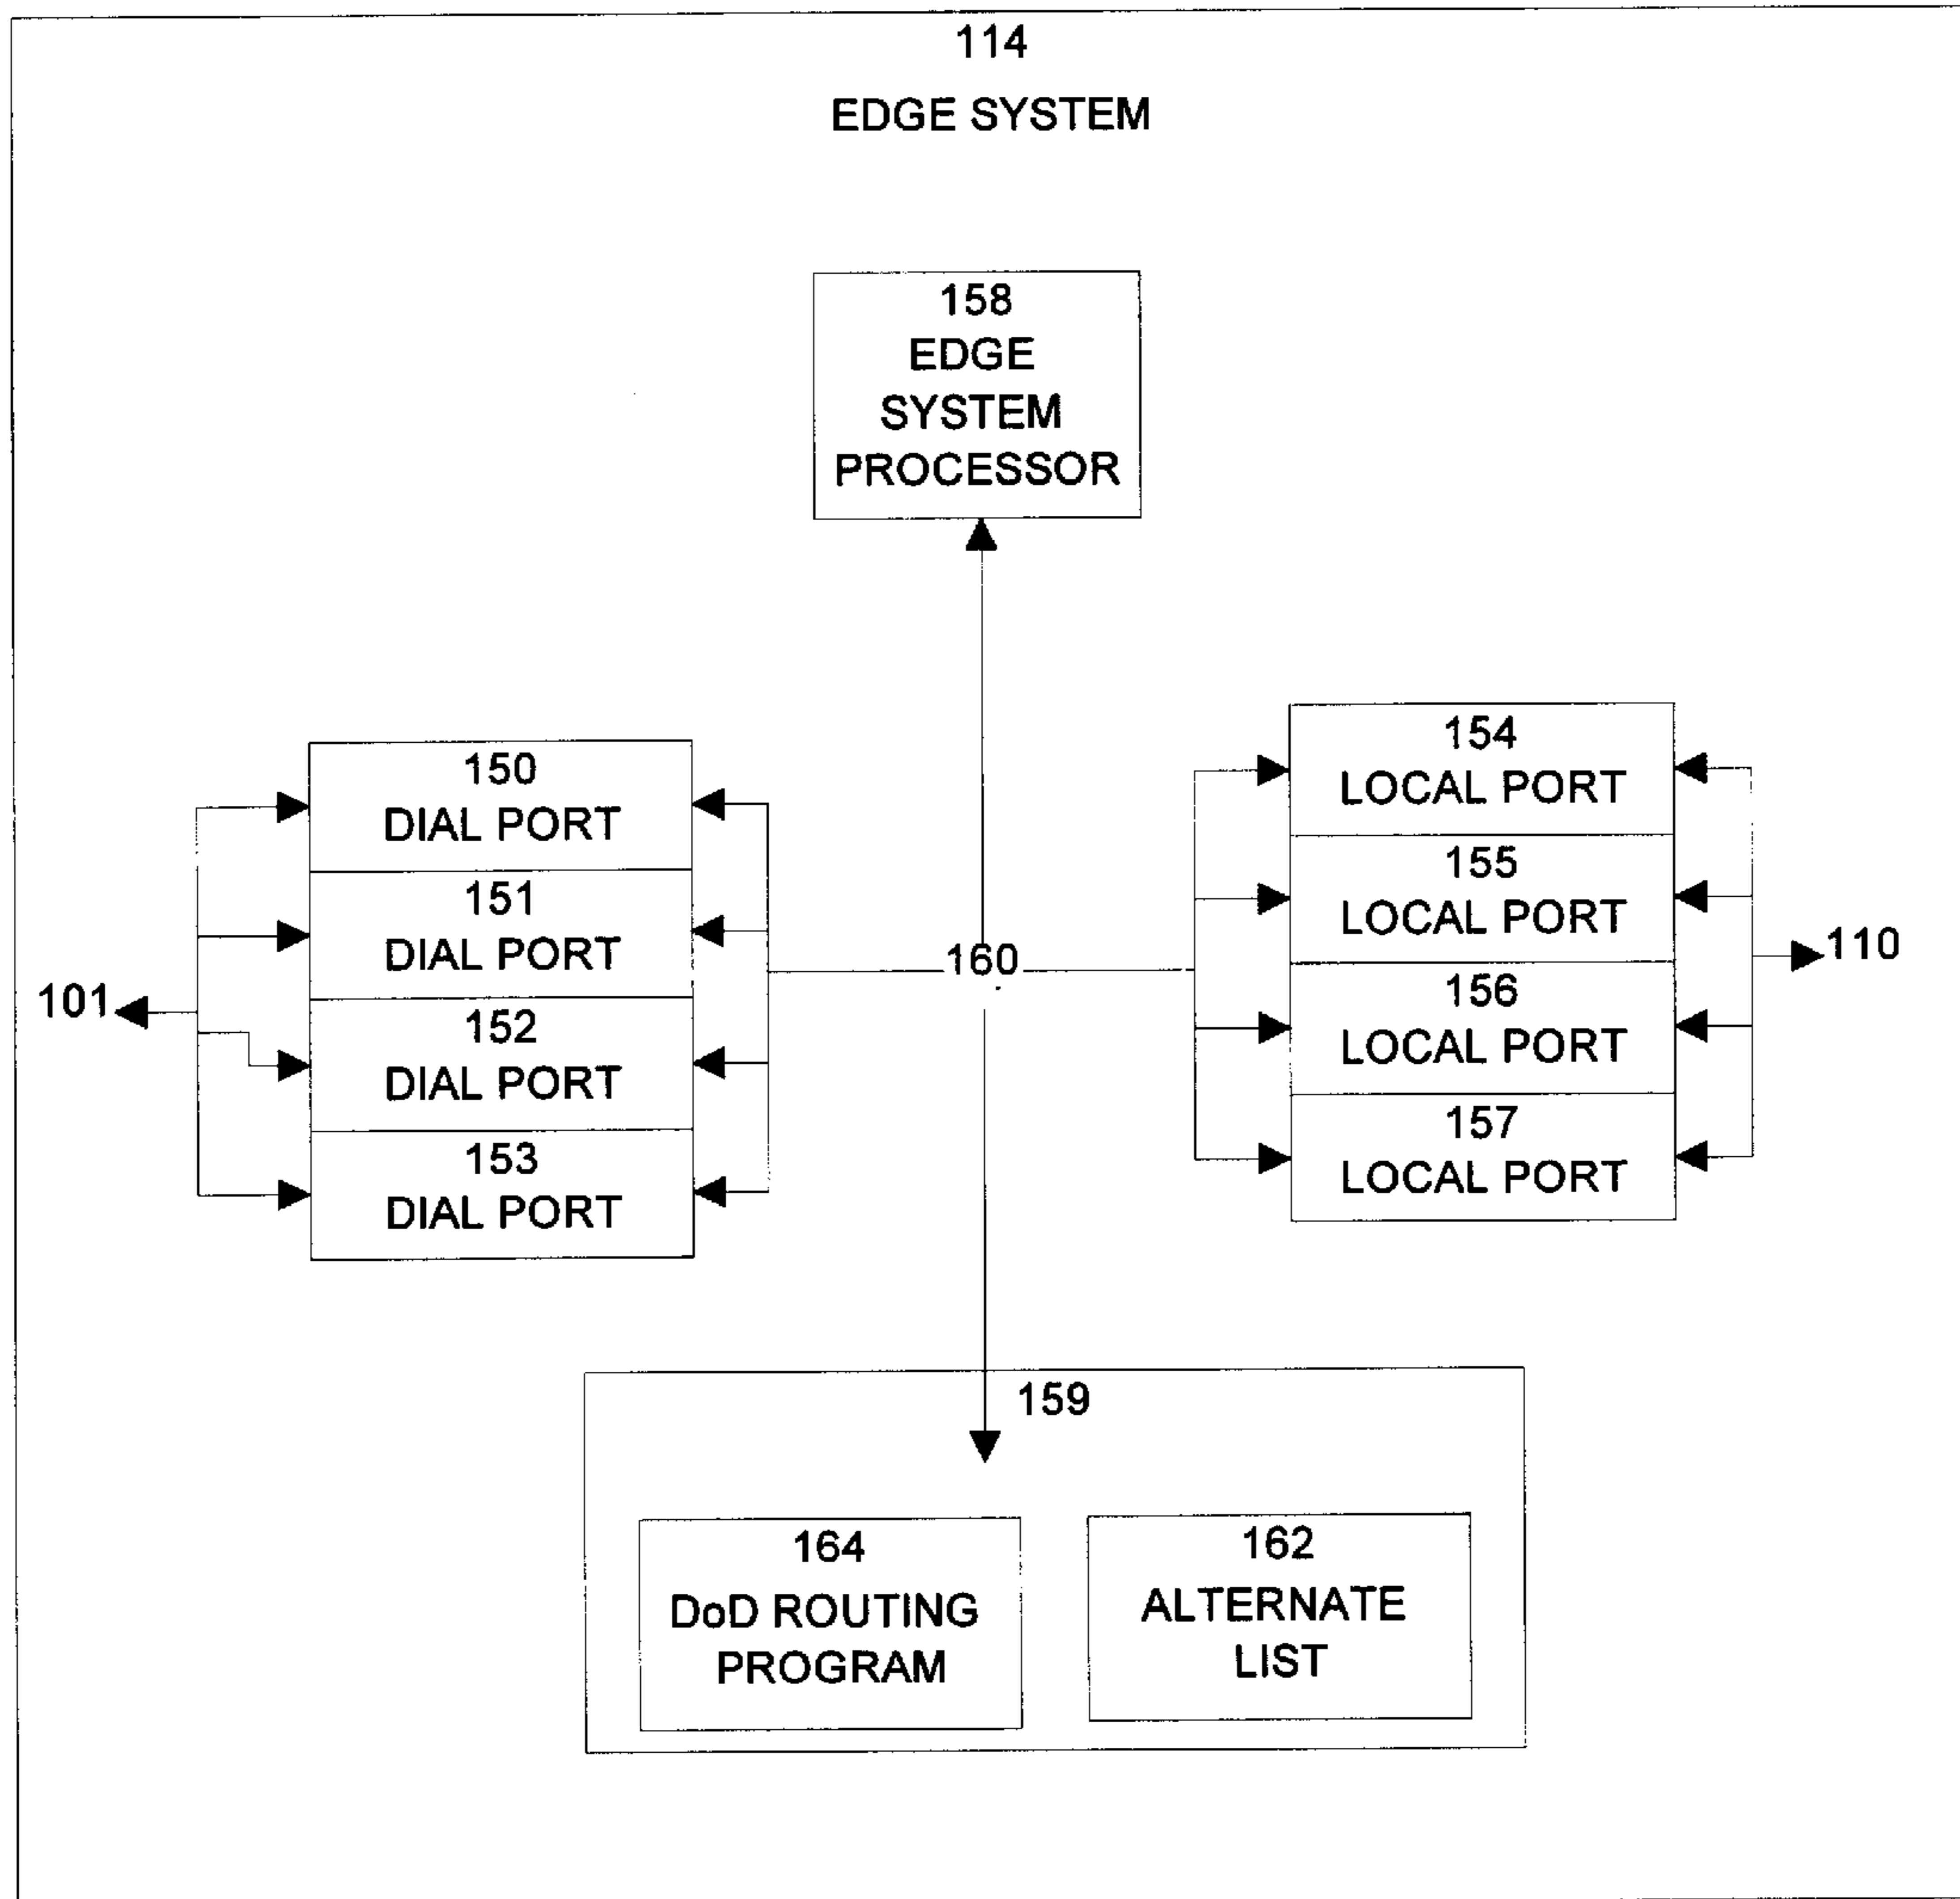 114
EDGE SYSTEM
158
EDGE
SYSTEM
PROCESSOR
150
DIAL PORT
151
DIAL PORT
152
DIAL PORT
153
DIAL PORT
101
160
154
LOCAL PORT
155
LOCAL PORT
156
LOCAL PORT
157
LOCAL PORT
110
159
164
DoD ROUTING
PROGRAM
162
ALTERNATE
LIST